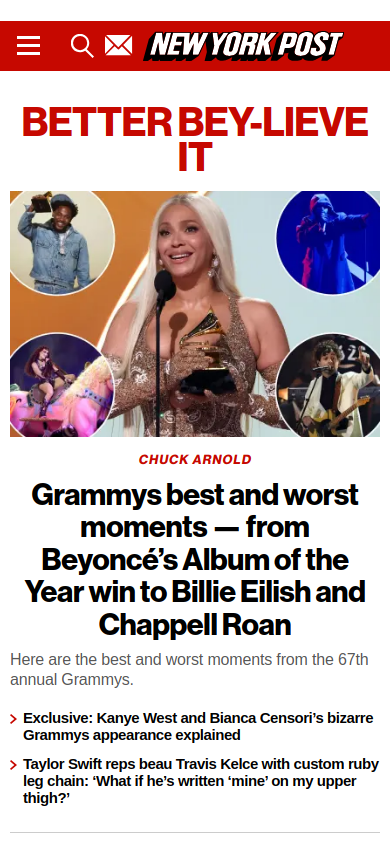 NEW YORK POST
BETTER BEY-LIEVE
IT
CHUCK ARNOLD
Grammys best and worst
moments — from
Beyoncé’s Album of the
Year win to Billie Eilish and
Chappell Roan
Here are the best and worst moments from the 67th
annual Grammys.
Exclusive: Kanye West and Bianca Censori’s bizarre
Grammys appearance explained
Taylor Swift reps beau Travis Kelce with custom ruby
leg chain: ‘What if he’s written ‘mine’ on my upper
thigh?’